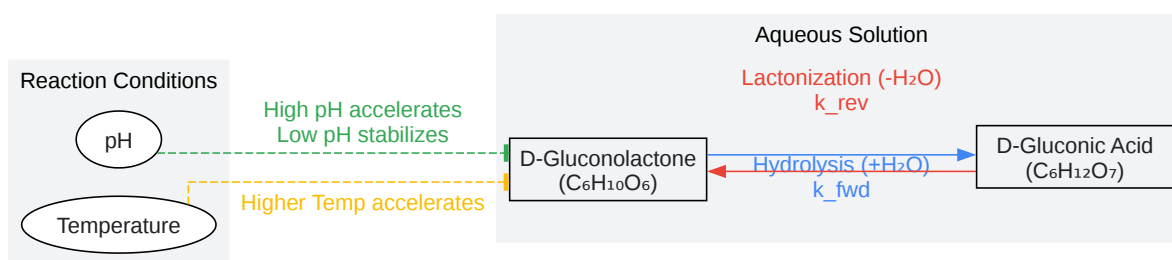 Reaction Conditions
pH
Temperature
High pH accelerates
Low pH stabilizes
Higher Temp accelerates
Aqueous Solution
Lactonization (-H₂O)
k_rev
D-Gluconolactone
(C₆H₁₀O₆)
Hydrolysis (+H₂O)
k_fwd
D-Gluconic Acid
(C₆H₁₂O₇)